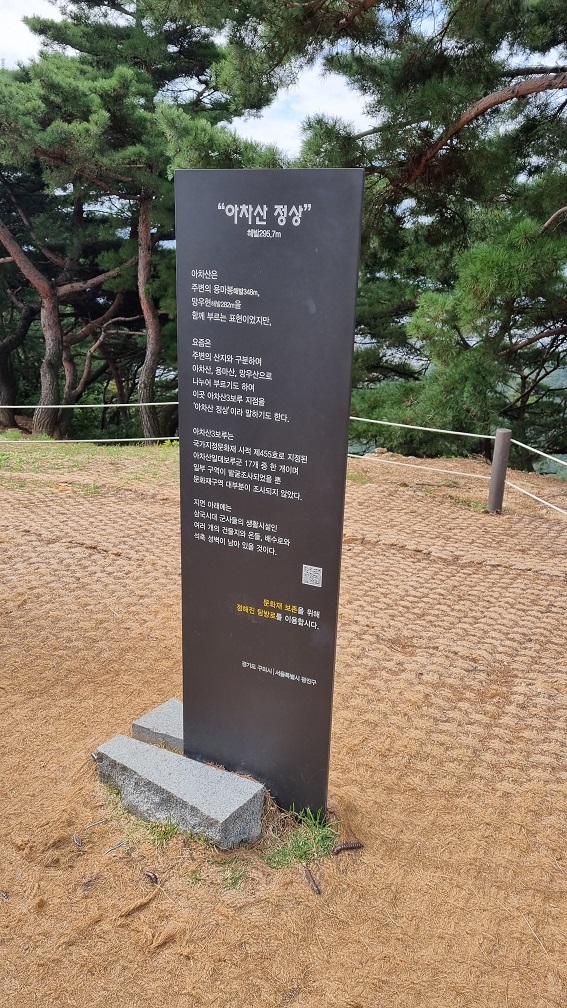 “아차산 정상”
해발295.7m
아차산은
주변의 용마봉해발348m,
망우현해발282m을
함께 부르는 표현이었지만,
요즘은
주변의 산지와 구분하여
아차산, 용마산, 망우산으로
나누어 부르기도 하여
이곳 아차산3보루 지점을
‘아차산 정상’이라 말하기도 한다.
아차산3보루는
국가지정문화재 사적 제455호로 지정된
아차산일대보루군 17개 중 한 개이며
일부 구역이 발굴조사되었을 뿐
문화재구역 대부분이 조사되지 않았다.
지면 아래에는
삼국시대 군사들의 생활시설인
여러 개의 건물지와 온돌, 배수로와
석축 성벽이 남아 있을 것이다.
문화재 보존을 위해
정해진 탐방로를 이용합시다.
경기도 구리시 | 서울특별시 광진구